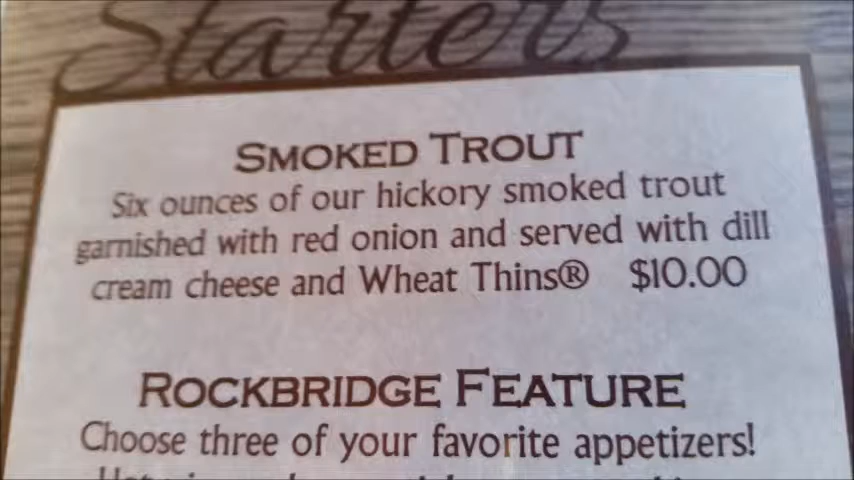 Starters
SMOKED TROUT
Six ounces of our hickory smoked trout
garnished with red onion and served with dill
cream cheese and Wheat Thins® $10.00
ROCKBRIDGE FEATURE
Choose three of your favorite appetizers!